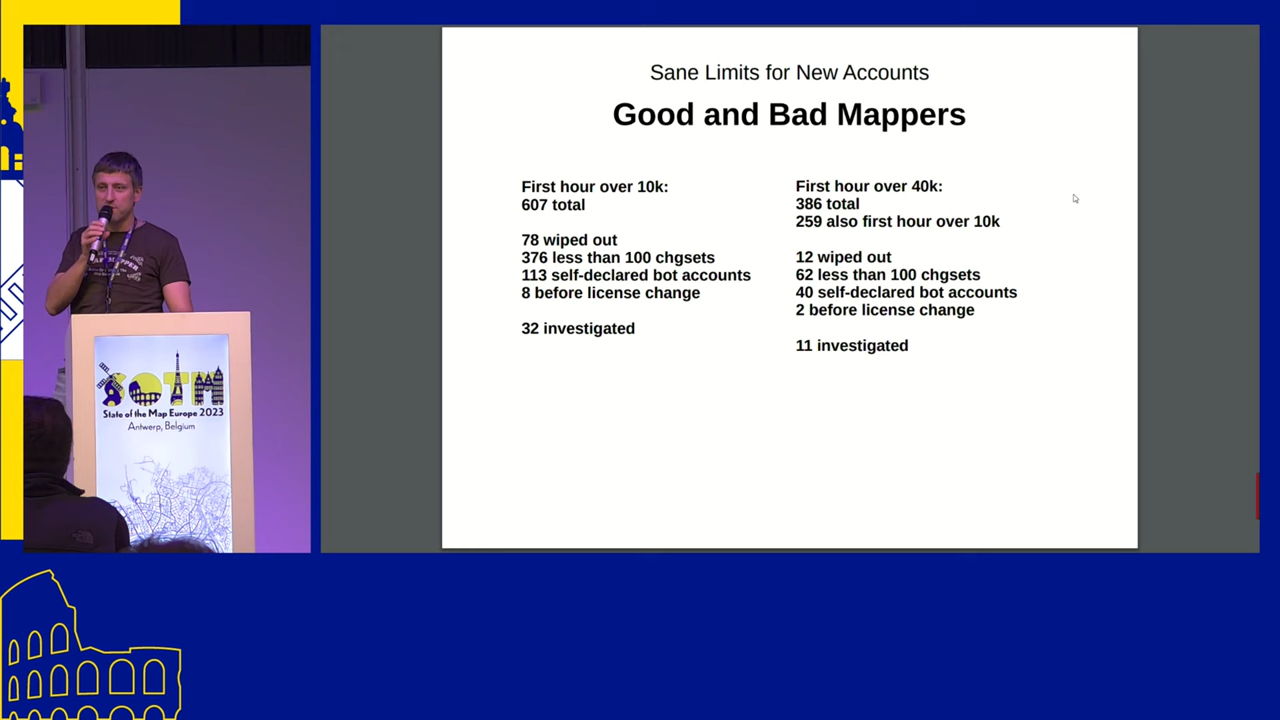 Sane Limits for New Accounts
Good and Bad Mappers
First hour over 10k:
607 total
78 wiped out
376 less than 100 chgsets
113 self-declared bot accounts
8 before license change
32 investigated
First hour over 40k:
386 total
259 also first hour over 10k
12 wiped out
62 less than 100 chgsets
40 self-declared bot accounts
2 before license change
11 investigated
SOTM
State of the Map Europe 2023
Antwerp, Belgium